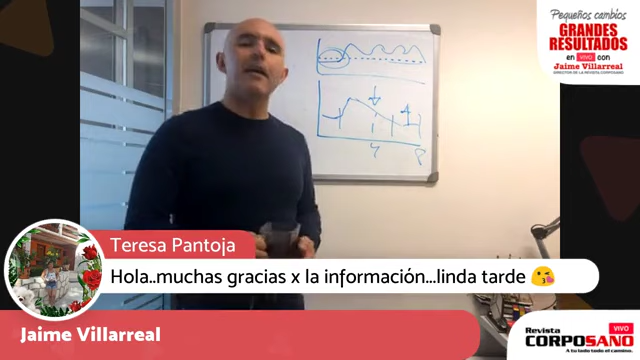 Pequeños cambios
GRANDES
RESULTADOS
en VIVO con
Jaime Villarreal
DIRECTOR DE LA REVISTA CORPOSANO
Teresa Pantoja
Hola..muchas gracias x la información...linda tarde 😘
Jaime Villarreal
Revista VIVO
CORPOSANO
A tu lado todo el camino.